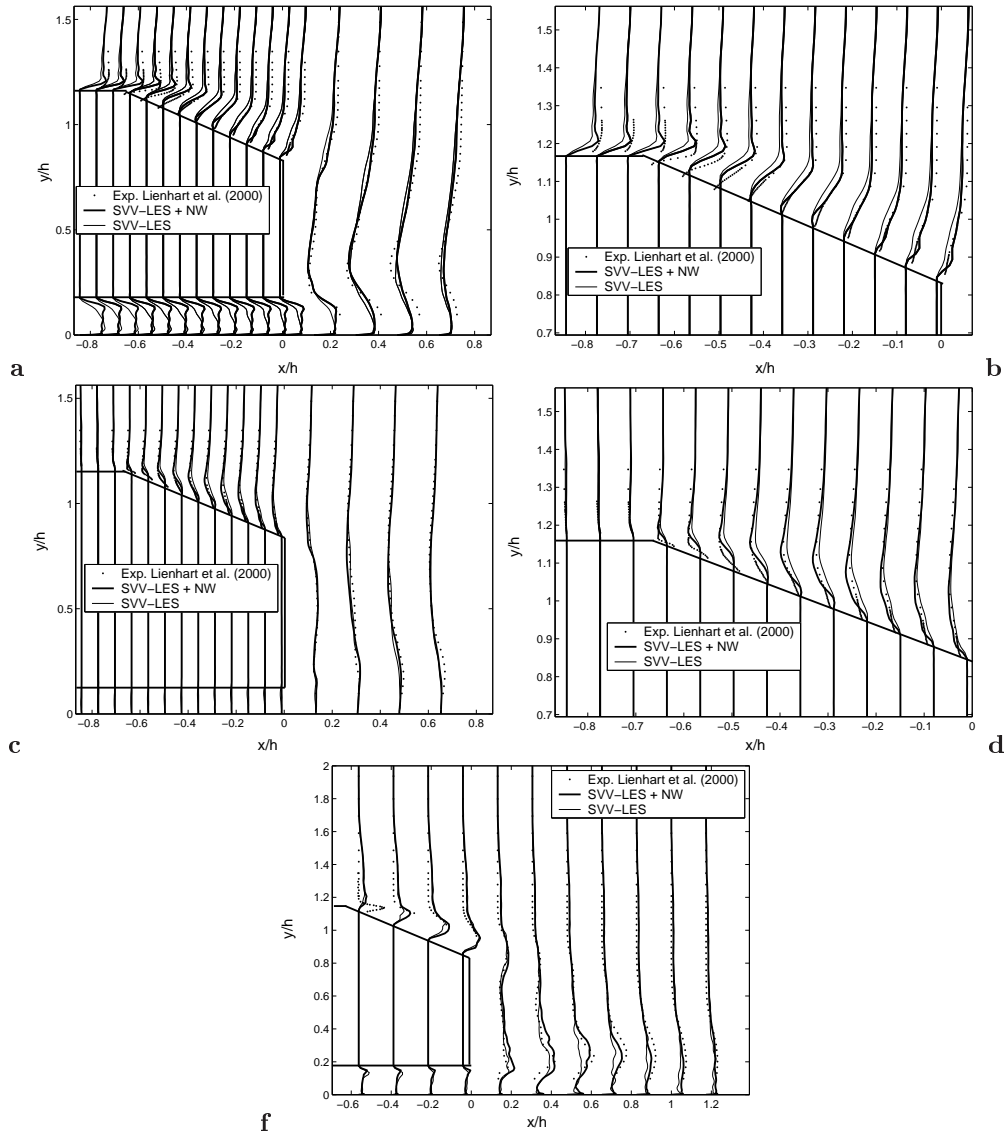 1.5
1
0.5
0
y/h
Exp. Lienhart et al. (2000)
SVV−LES + NW
SVV−LES
−0.8 −0.6 −0.4 −0.2 0 0.2 0.4 0.6 0.8
x/h
a
1.5
1.4
1.3
1.2
1.1
1
0.9
0.8
0.7
y/h
Exp. Lienhart et al. (2000)
SVV−LES + NW
SVV−LES
−0.8 −0.7 −0.6 −0.5 −0.4 −0.3 −0.2 −0.1 0
x/h
b
1.5
1
0.5
0
y/h
Exp. Lienhart et al. (2000)
SVV−LES + NW
SVV−LES
−0.8 −0.6 −0.4 −0.2 0 0.2 0.4 0.6 0.8
x/h
c
1.5
1.4
1.3
1.2
1.1
1
0.9
0.8
0.7
y/h
Exp. Lienhart et al. (2000)
SVV−LES + NW
SVV−LES
−0.8 −0.7 −0.6 −0.5 −0.4 −0.3 −0.2 −0.1 0
x/h
d
2
1.8
1.6
1.4
1.2
1
0.8
0.6
0.4
0.2
0
y/h
Exp. Lienhart et al. (2000)
SVV−LES + NW
SVV−LES
−0.6 −0.4 −0.2 0 0.2 0.4 0.6 0.8 1 1.2
x/h
f